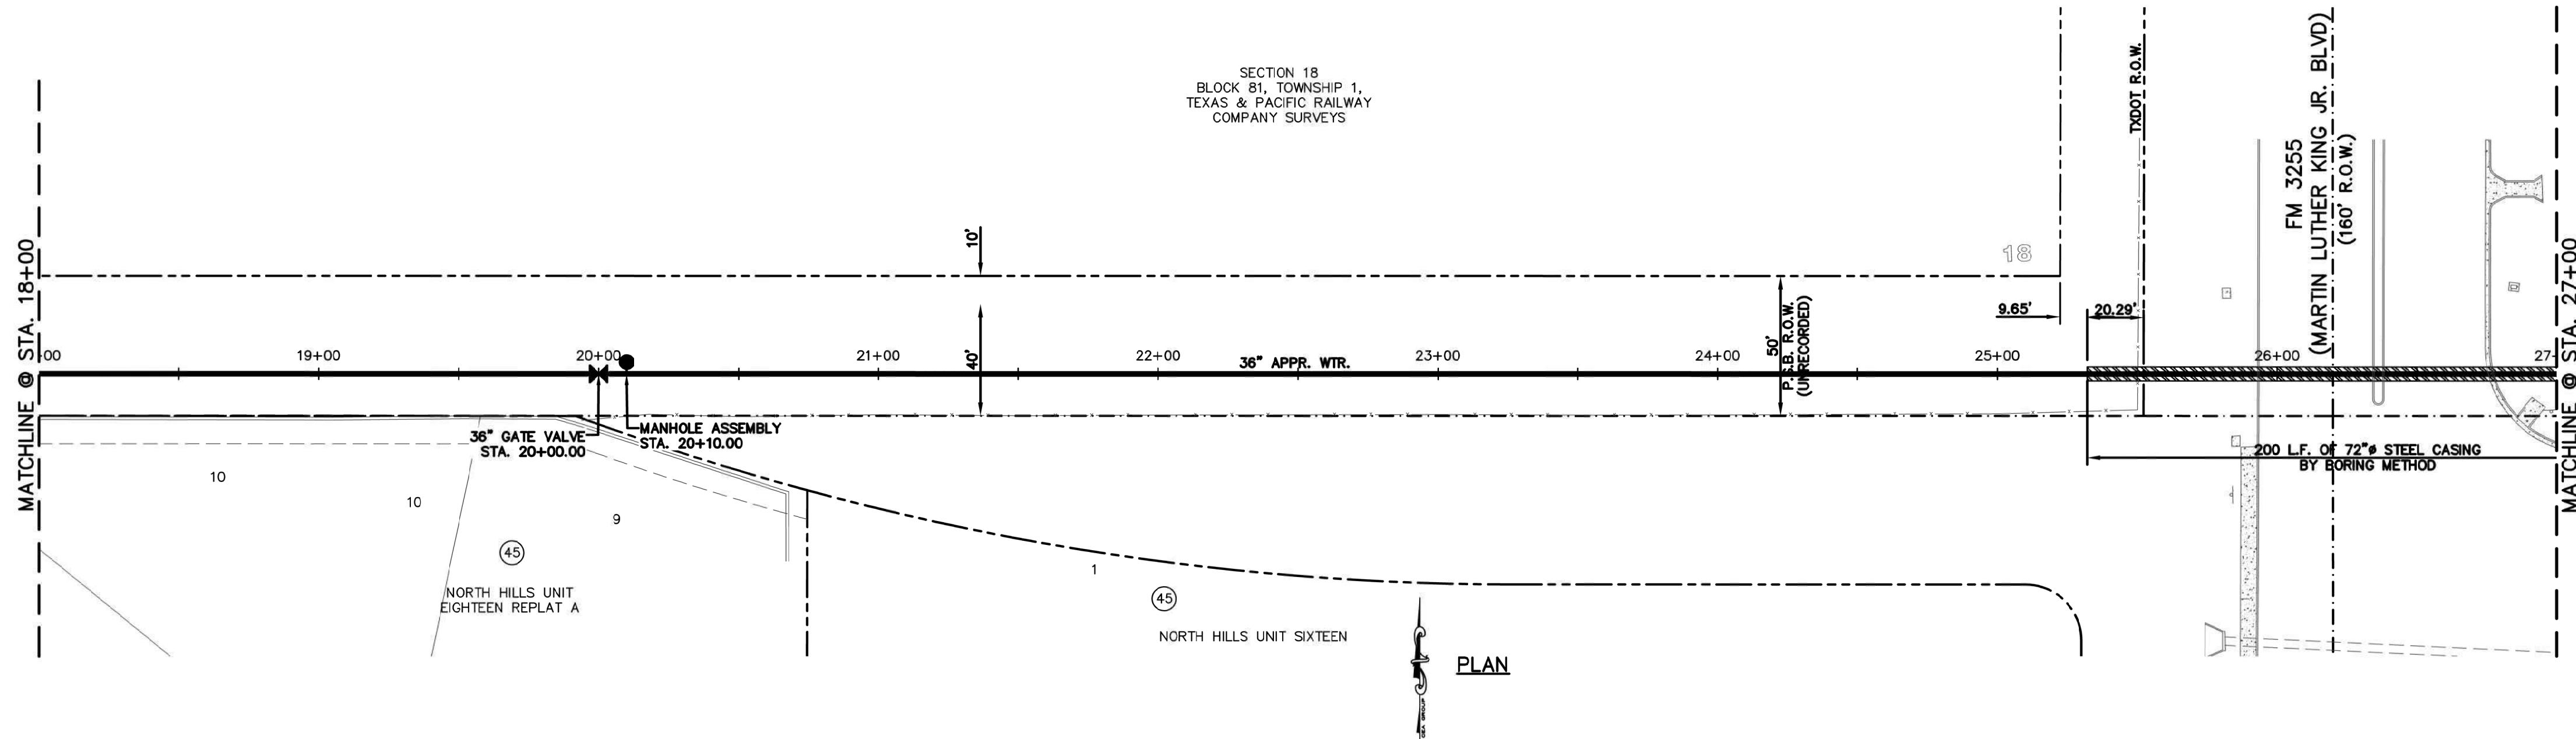 SECTION 18
BLOCK 81, TOWNSHIP 1,
TEXAS & PACIFIC RAILWAY
COMPANY SURVEYS
TXDOT R.O.W.
FM 3255
(MARTIN LUTHER KING JR. BLVD)
(160' R.O.W.)
MATCHLINE @ STA. 18+00
10'
18
9.65'
20.29'
00
19+00
20+00
21+00
22+00
23+00
24+00
25+00
26+00
27+
40'
36" APPR. WTR.
50'
P.S.B. R.O.W.
(UNRECORDED)
MATCHLINE @ STA. 27+00
36" GATE VALVE
STA. 20+00.00
MANHOLE ASSEMBLY
STA. 20+10.00
200 L.F. OF 72"ø STEEL CASING
BY BORING METHOD
10
10
9
45
NORTH HILLS UNIT
EIGHTEEN REPLAT A
1
45
NORTH HILLS UNIT SIXTEEN
PLAN
CEA GROUP